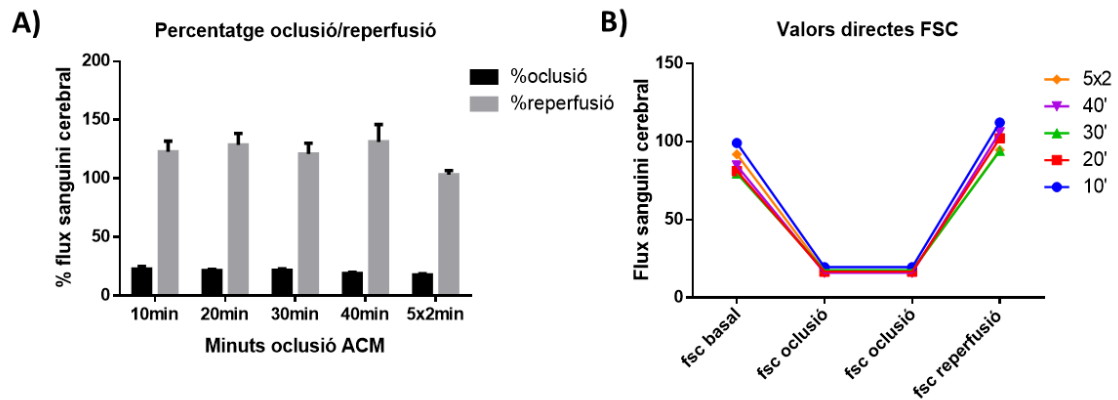 A)
Percentatge oclusió/reperfusió
% flux sanguini cerebral
200
150
100
50
0
10min 20min 30min 40min 5x2min
Minuts oclusió ACM
%oclusió
%reperfusió
B)
Valors directes FSC
Flux sanguini cerebral
150
100
50
0
fsc basal
fsc oclusió
fsc oclusió
fsc reperfusió
5x2
40'
30'
20'
10'